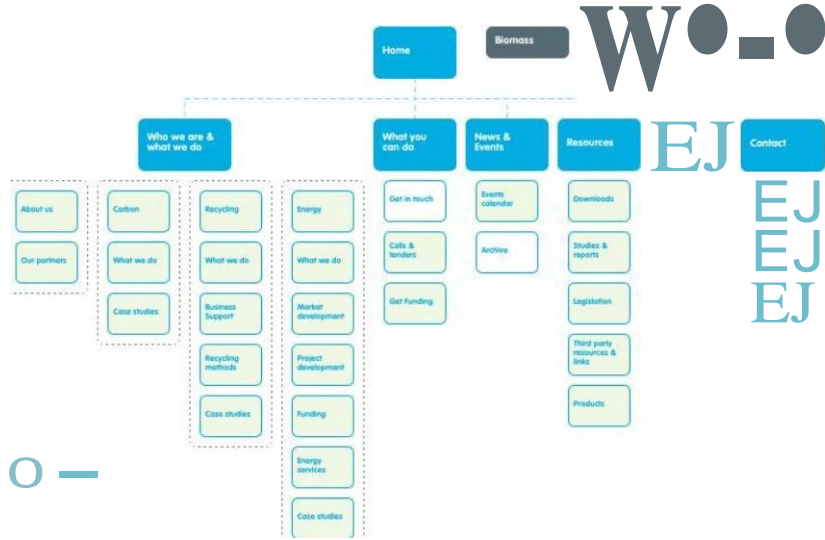 Home
Biomass
W
Who we are &
what we do
What you
can do
News &
Events
Resources
EJ
Contact
About us
Carbon
Recycling
Energy
Get in touch
Events
calendar
Downloads
EJ
Our partners
What we do
What we do
What we do
Calls &
tenders
Archive
Studies &
reports
EJ
Case studies
Business
Support
Market
development
Get Funding
Legislation
EJ
Recycling
methods
Project
development
Third party
resources &
links
Case studies
Funding
Products
Energy
services
Case studies